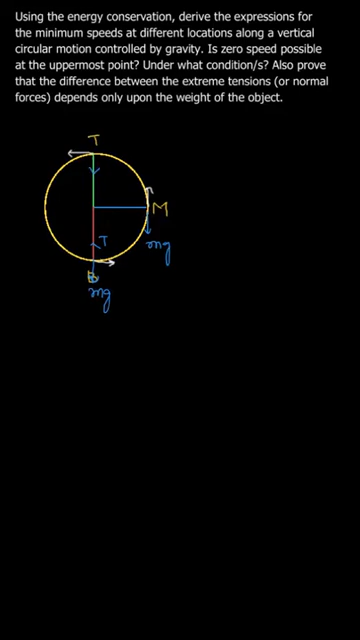 Using the energy conservation, derive the expressions for
the minimum speeds at different locations along a vertical
circular motion controlled by gravity. Is zero speed possible
at the uppermost point? Under what condition/s? Also prove
that the difference between the extreme tensions (or normal
forces) depends only upon the weight of the object.
T
M
T
mg
B
mg